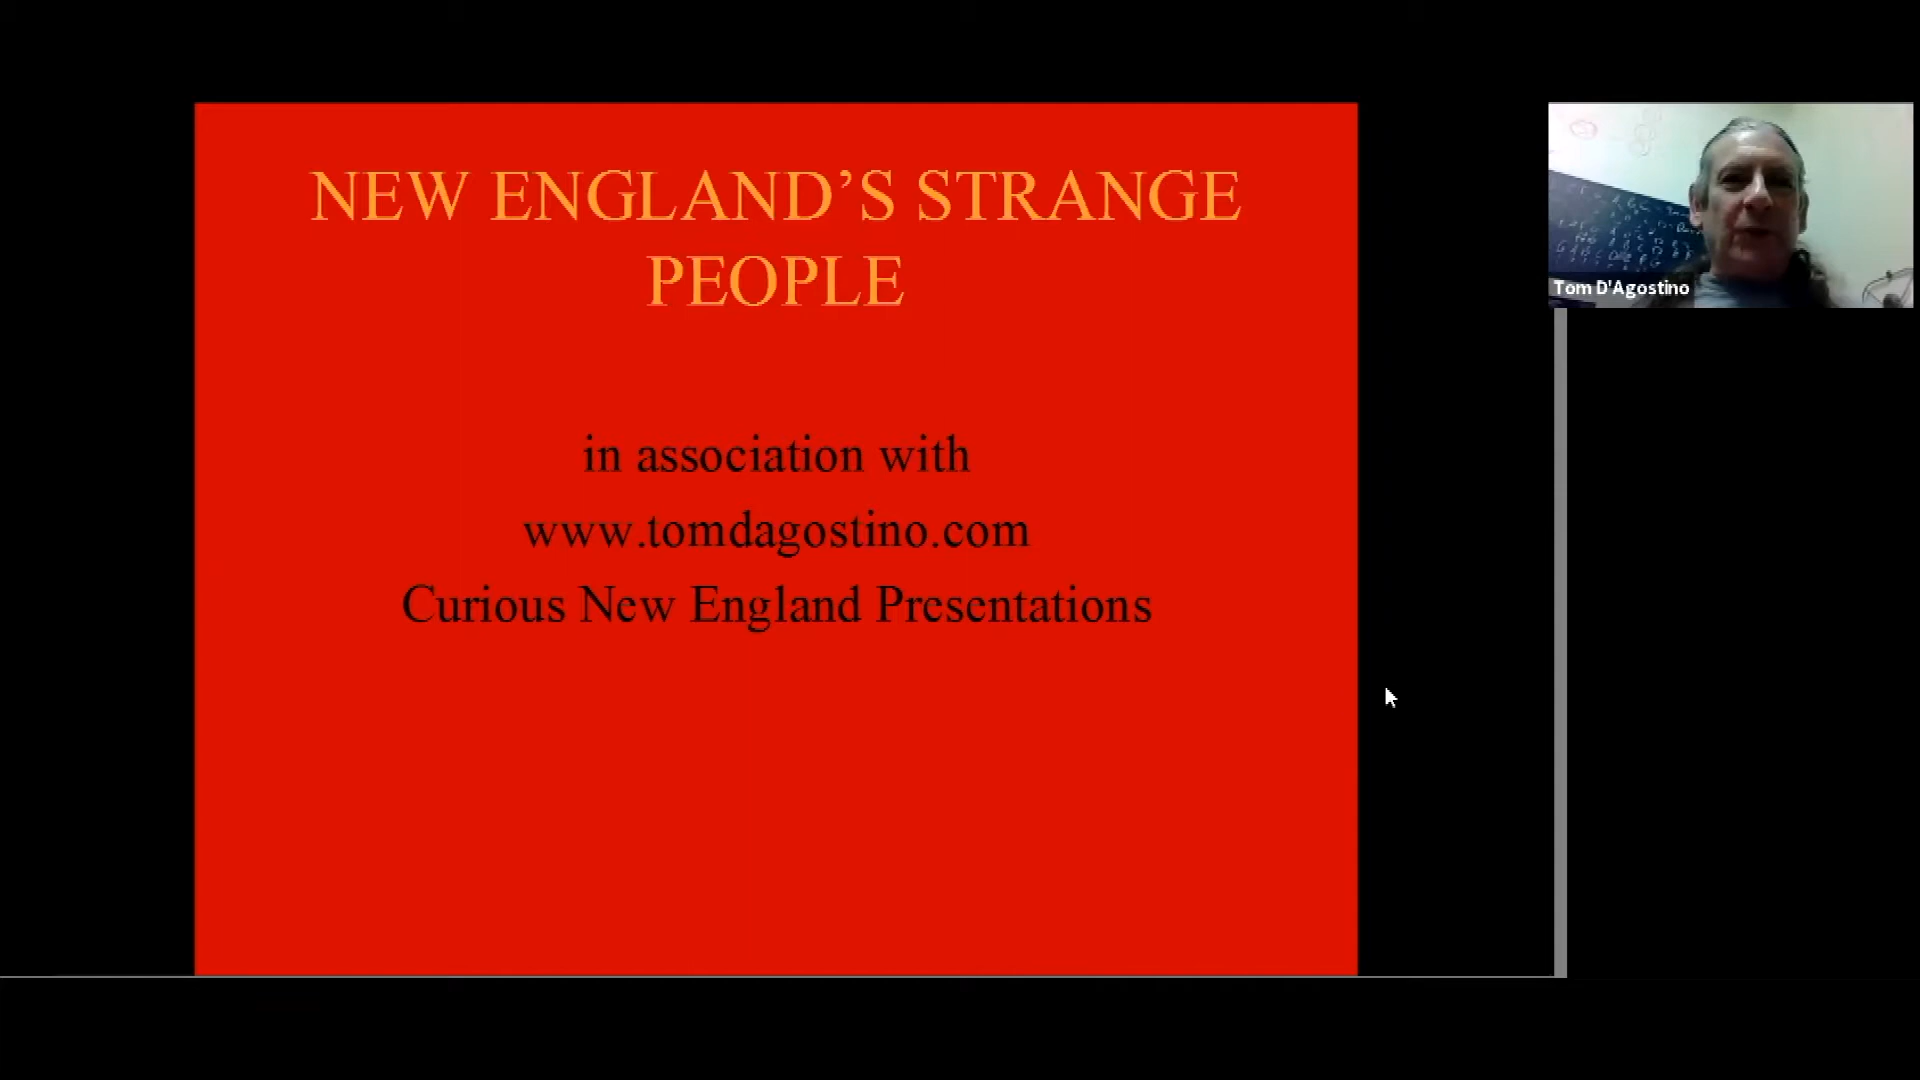 NEW ENGLAND’S STRANGE
PEOPLE
in association with
www.tomdagostino.com
Curious New England Presentations
Tom D'Agostino